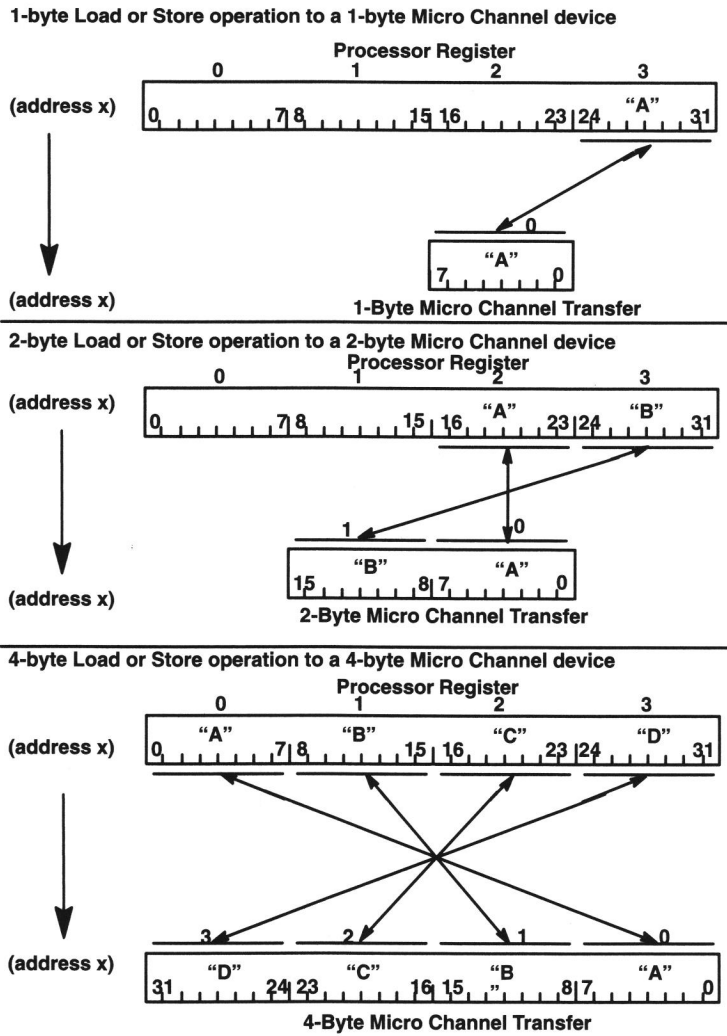 1-byte Load or Store operation to a 1-byte Micro Channel device
Processor Register
0 1 2 3
(address x)
"A"
0 7 8 15 16 23 24 31
0
"A"
7 0
(address x)
1-Byte Micro Channel Transfer
2-byte Load or Store operation to a 2-byte Micro Channel device
Processor Register
0 1 2 3
(address x)
"A" "B"
0 7 8 15 16 23 24 31
1 0
"B" "A"
15 8 7 0
(address x)
2-Byte Micro Channel Transfer
4-byte Load or Store operation to a 4-byte Micro Channel device
Processor Register
0 1 2 3
"A" "B" "C" "D"
(address x)
0 7 8 15 16 23 24 31
3 2 1 0
(address x)
"D" "C" "B "A"
"
31 24 23 16 15 8 7 0
4-Byte Micro Channel Transfer